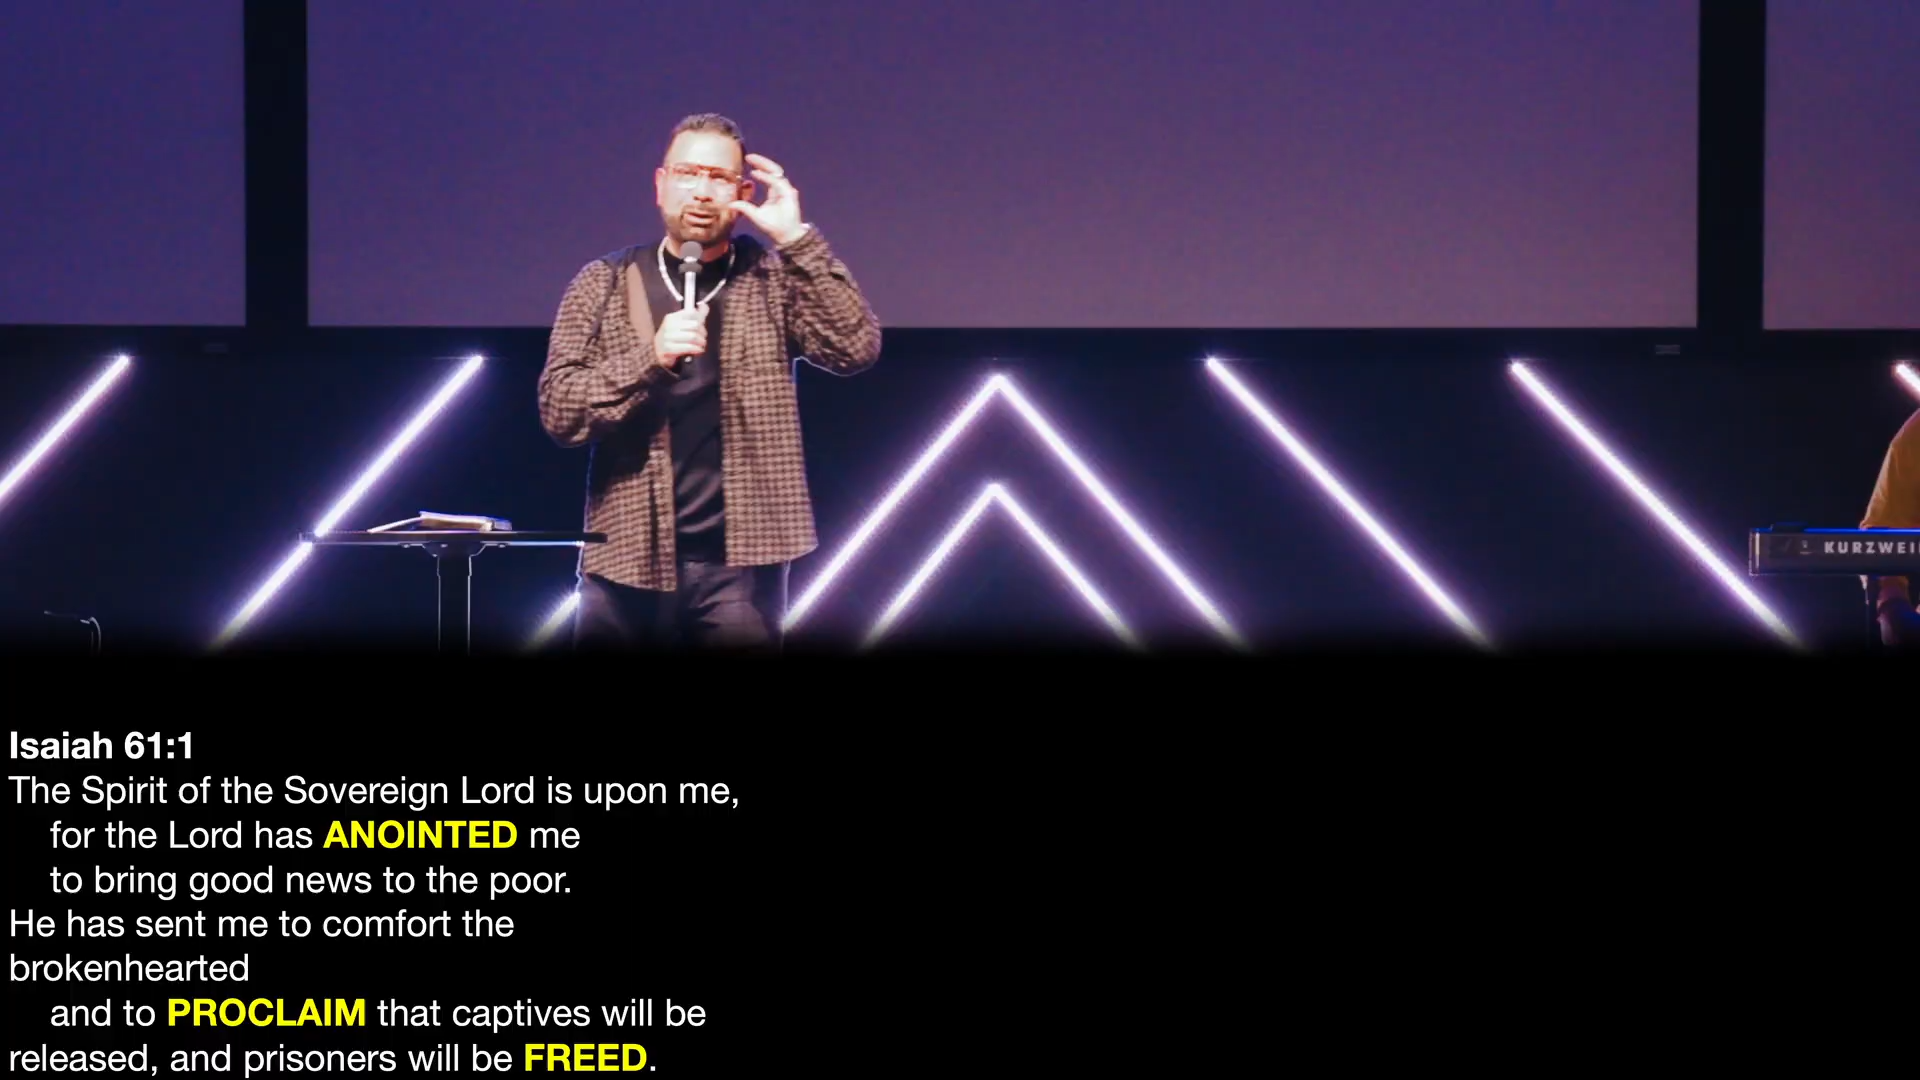 KURZWEI
Isaiah 61:1
The Spirit of the Sovereign Lord is upon me,
for the Lord has ANOINTED me
to bring good news to the poor.
He has sent me to comfort the
brokenhearted
and to PROCLAIM that captives will be
released, and prisoners will be FREED.